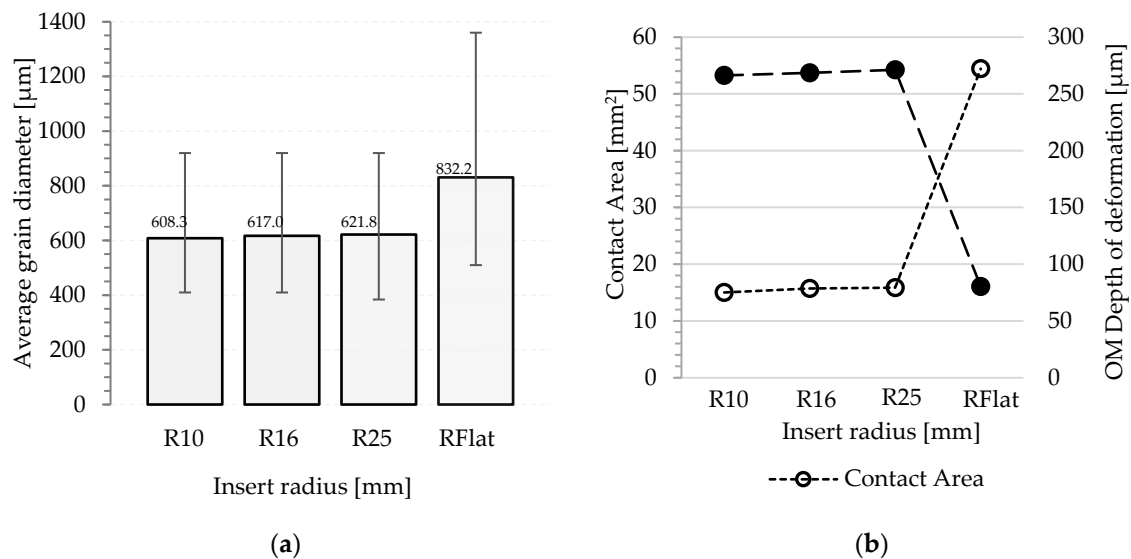 Average grain diameter [µm]
1400
1200
1000
800
600
400
200
0
608.3
617.0
621.8
832.2
R10 R16 R25 RFlat
Insert radius [mm]
(a)
Contact Area [mm²]
60
50
40
30
20
10
0
300
250
200
150
100
50
0
OM Depth of deformation [µm]
R10 R16 R25 RFlat
Insert radius [mm]
Contact Area
(b)